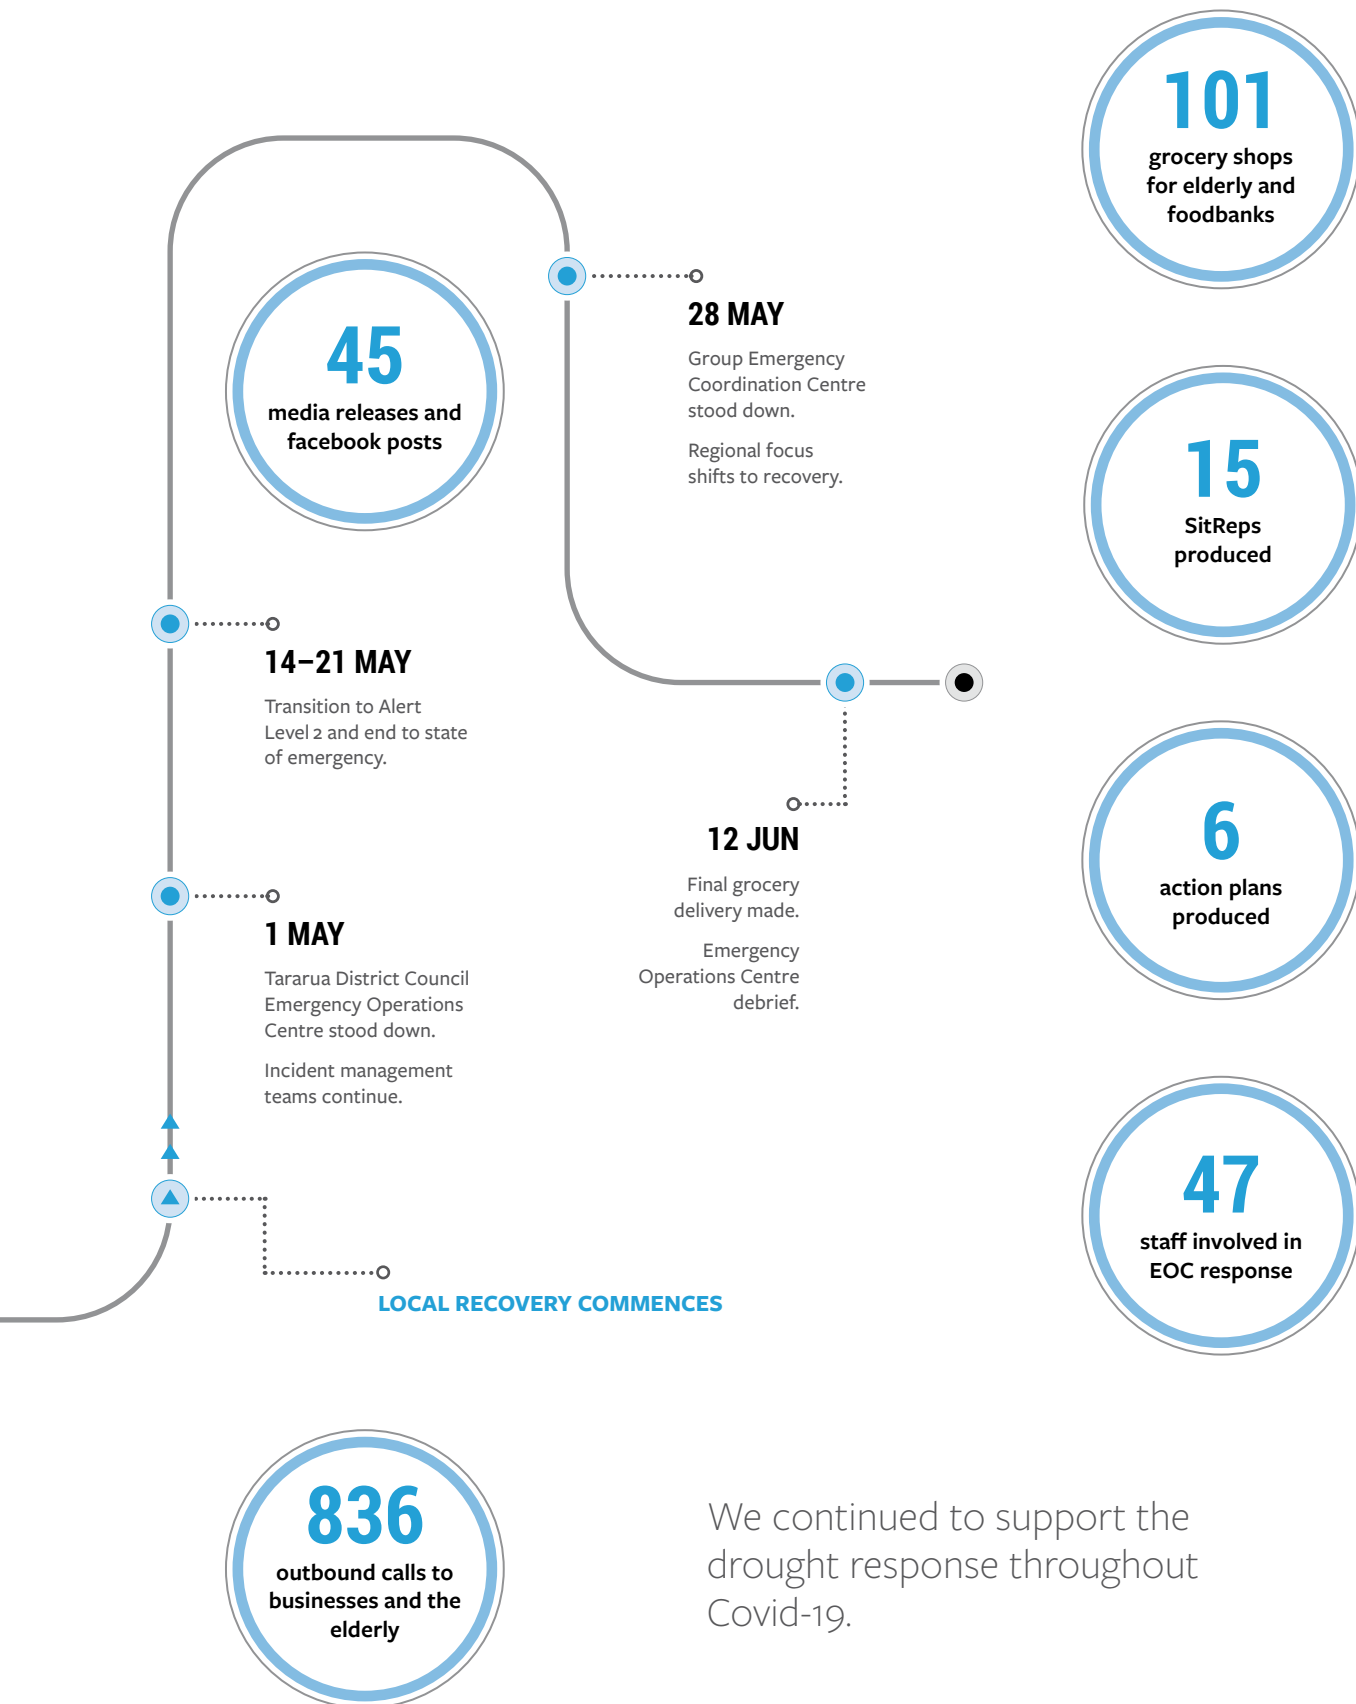 101
grocery shops
for elderly and
foodbanks
45
media releases and
facebook posts
28 MAY
Group Emergency
Coordination Centre
stood down.
Regional focus
shifts to recovery.
15
SitReps
produced
14–21 MAY
Transition to Alert
Level 2 and end to state
of emergency.
12 JUN
Final grocery
delivery made.
Emergency
Operations Centre
debrief.
6
action plans
produced
1 MAY
Tararua District Council
Emergency Operations
Centre stood down.
Incident management
teams continue.
47
staff involved in
EOC response
LOCAL RECOVERY COMMENCES
836
outbound calls to
businesses and the
elderly
We continued to support the
drought response throughout
Covid-19.